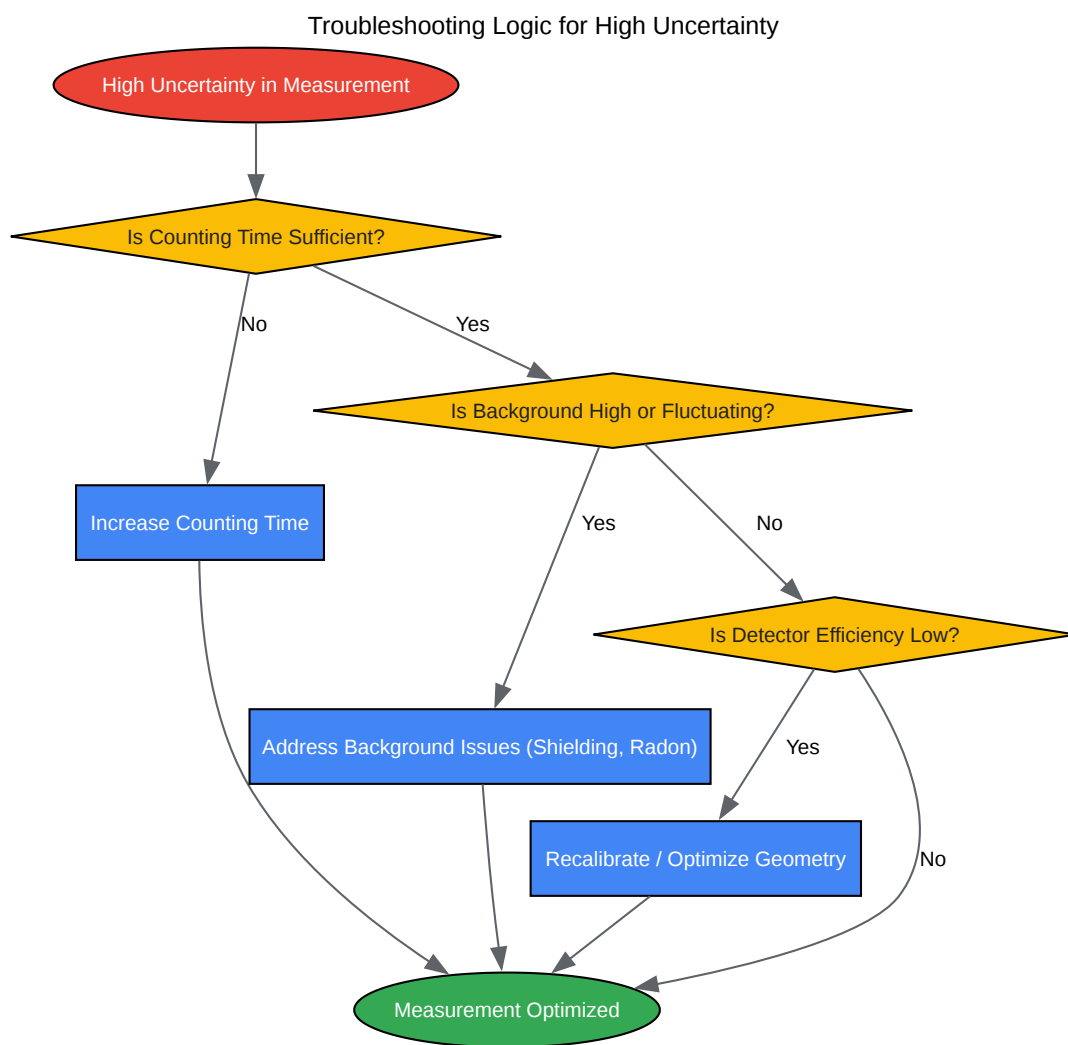 Troubleshooting Logic for High Uncertainty
High Uncertainty in Measurement
Is Counting Time Sufficient?
No
Yes
Is Background High or Fluctuating?
Increase Counting Time
Yes
No
Is Detector Efficiency Low?
Address Background Issues (Shielding, Radon)
Yes
Recalibrate / Optimize Geometry
No
Measurement Optimized